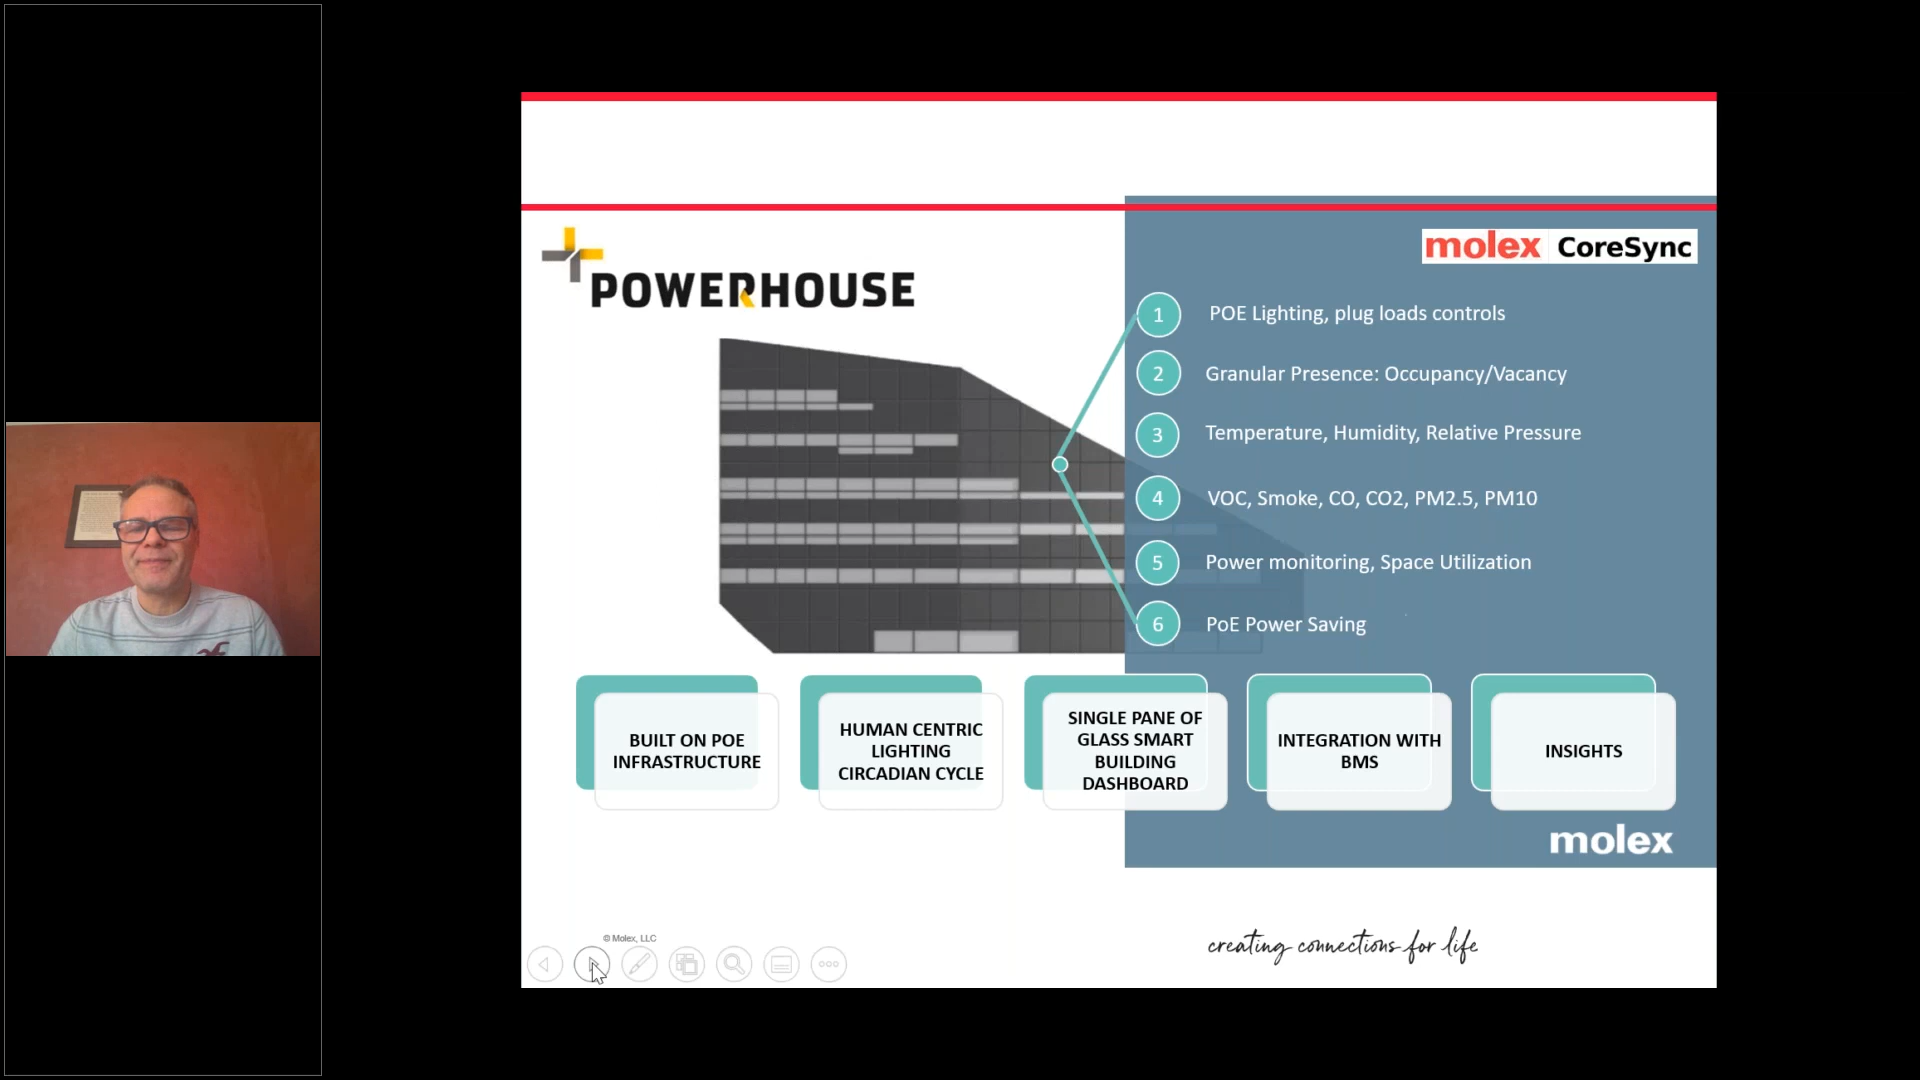 POWERHOUSE
molex CoreSync
1 POE Lighting, plug loads controls
2 Granular Presence: Occupancy/Vacancy
3 Temperature, Humidity, Relative Pressure
4 VOC, Smoke, CO, CO2, PM2.5, PM10
5 Power monitoring, Space Utilization
6 PoE Power Saving
BUILT ON POE
INFRASTRUCTURE
HUMAN CENTRIC
LIGHTING
CIRCADIAN CYCLE
SINGLE PANE OF
GLASS SMART
BUILDING
DASHBOARD
INTEGRATION WITH
BMS
INSIGHTS
molex
© Molex, LLC
creating connections for life